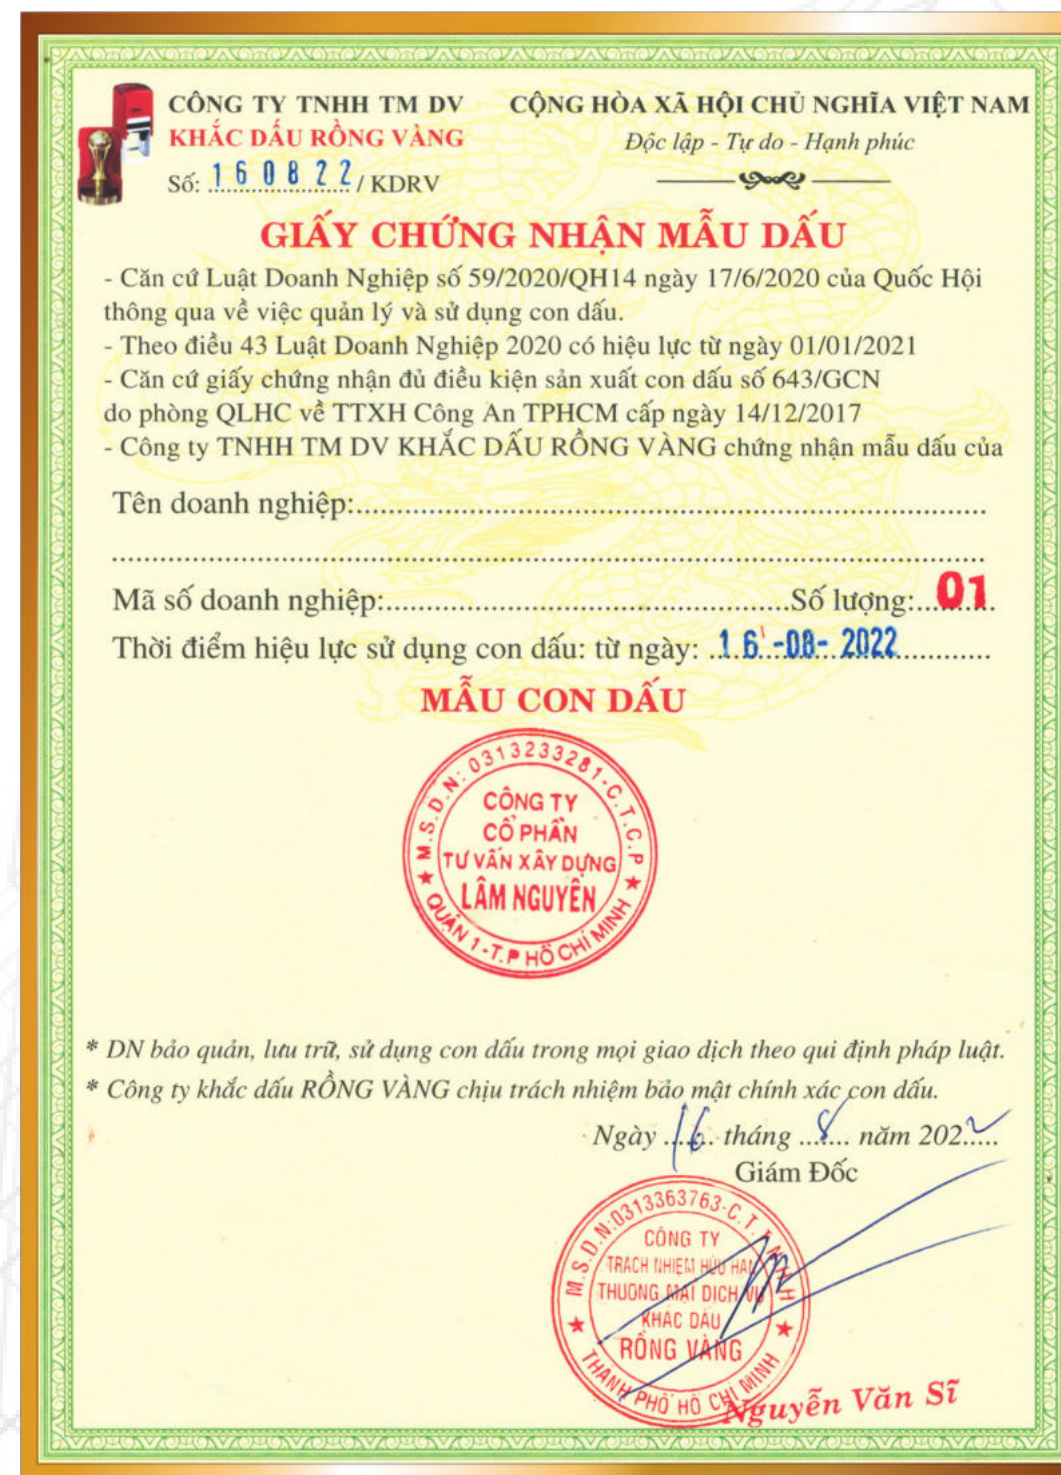 CÔNG TY TNHH TM DV
KHẮC DẤU RỒNG VÀNG
Số: 160822 / KDRV
CỘNG HÒA XÃ HỘI CHỦ NGHĨA VIỆT NAM
Độc lập - Tự do - Hạnh phúc
GIẤY CHỨNG NHẬN MẪU DẤU
- Căn cứ Luật Doanh Nghiệp số 59/2020/QH14 ngày 17/6/2020 của Quốc Hội
thông qua về việc quản lý và sử dụng con dấu.
- Theo điều 43 Luật Doanh Nghiệp 2020 có hiệu lực từ ngày 01/01/2021
- Căn cứ giấy chứng nhận đủ điều kiện sản xuất con dấu số 643/GCN
do phòng QLHC về TTXH Công An TPHCM cấp ngày 14/12/2017
- Công ty TNHH TM DV KHẮC DẤU RỒNG VÀNG chứng nhận mẫu dấu của
Tên doanh nghiệp:
Mã số doanh nghiệp: Số lượng: 01
Thời điểm hiệu lực sử dụng con dấu: từ ngày: 16-08-2022
MẪU CON DẤU
M.S.D.N: 0313233281-C.T.C.P
CÔNG TY
CỔ PHẦN
TƯ VẤN XÂY DỰNG
LÂM NGUYÊN
QUẬN 1-T.P HỒ CHÍ MINH
* DN bảo quản, lưu trữ, sử dụng con dấu trong mọi giao dịch theo qui định pháp luật.
* Công ty khắc dấu RỒNG VÀNG chịu trách nhiệm bảo mật chính xác con dấu.
Ngày 16 tháng 8 năm 2022
Giám Đốc
M.S.D.N:0313363763-C.T.T.N.H.H
CÔNG TY
TRÁCH NHIỆM HỮU HẠN
THƯƠNG MẠI DỊCH VỤ
KHẮC DẤU
RỒNG VÀNG
THÀNH PHỐ HỒ CHÍ MINH
Nguyễn Văn Sĩ